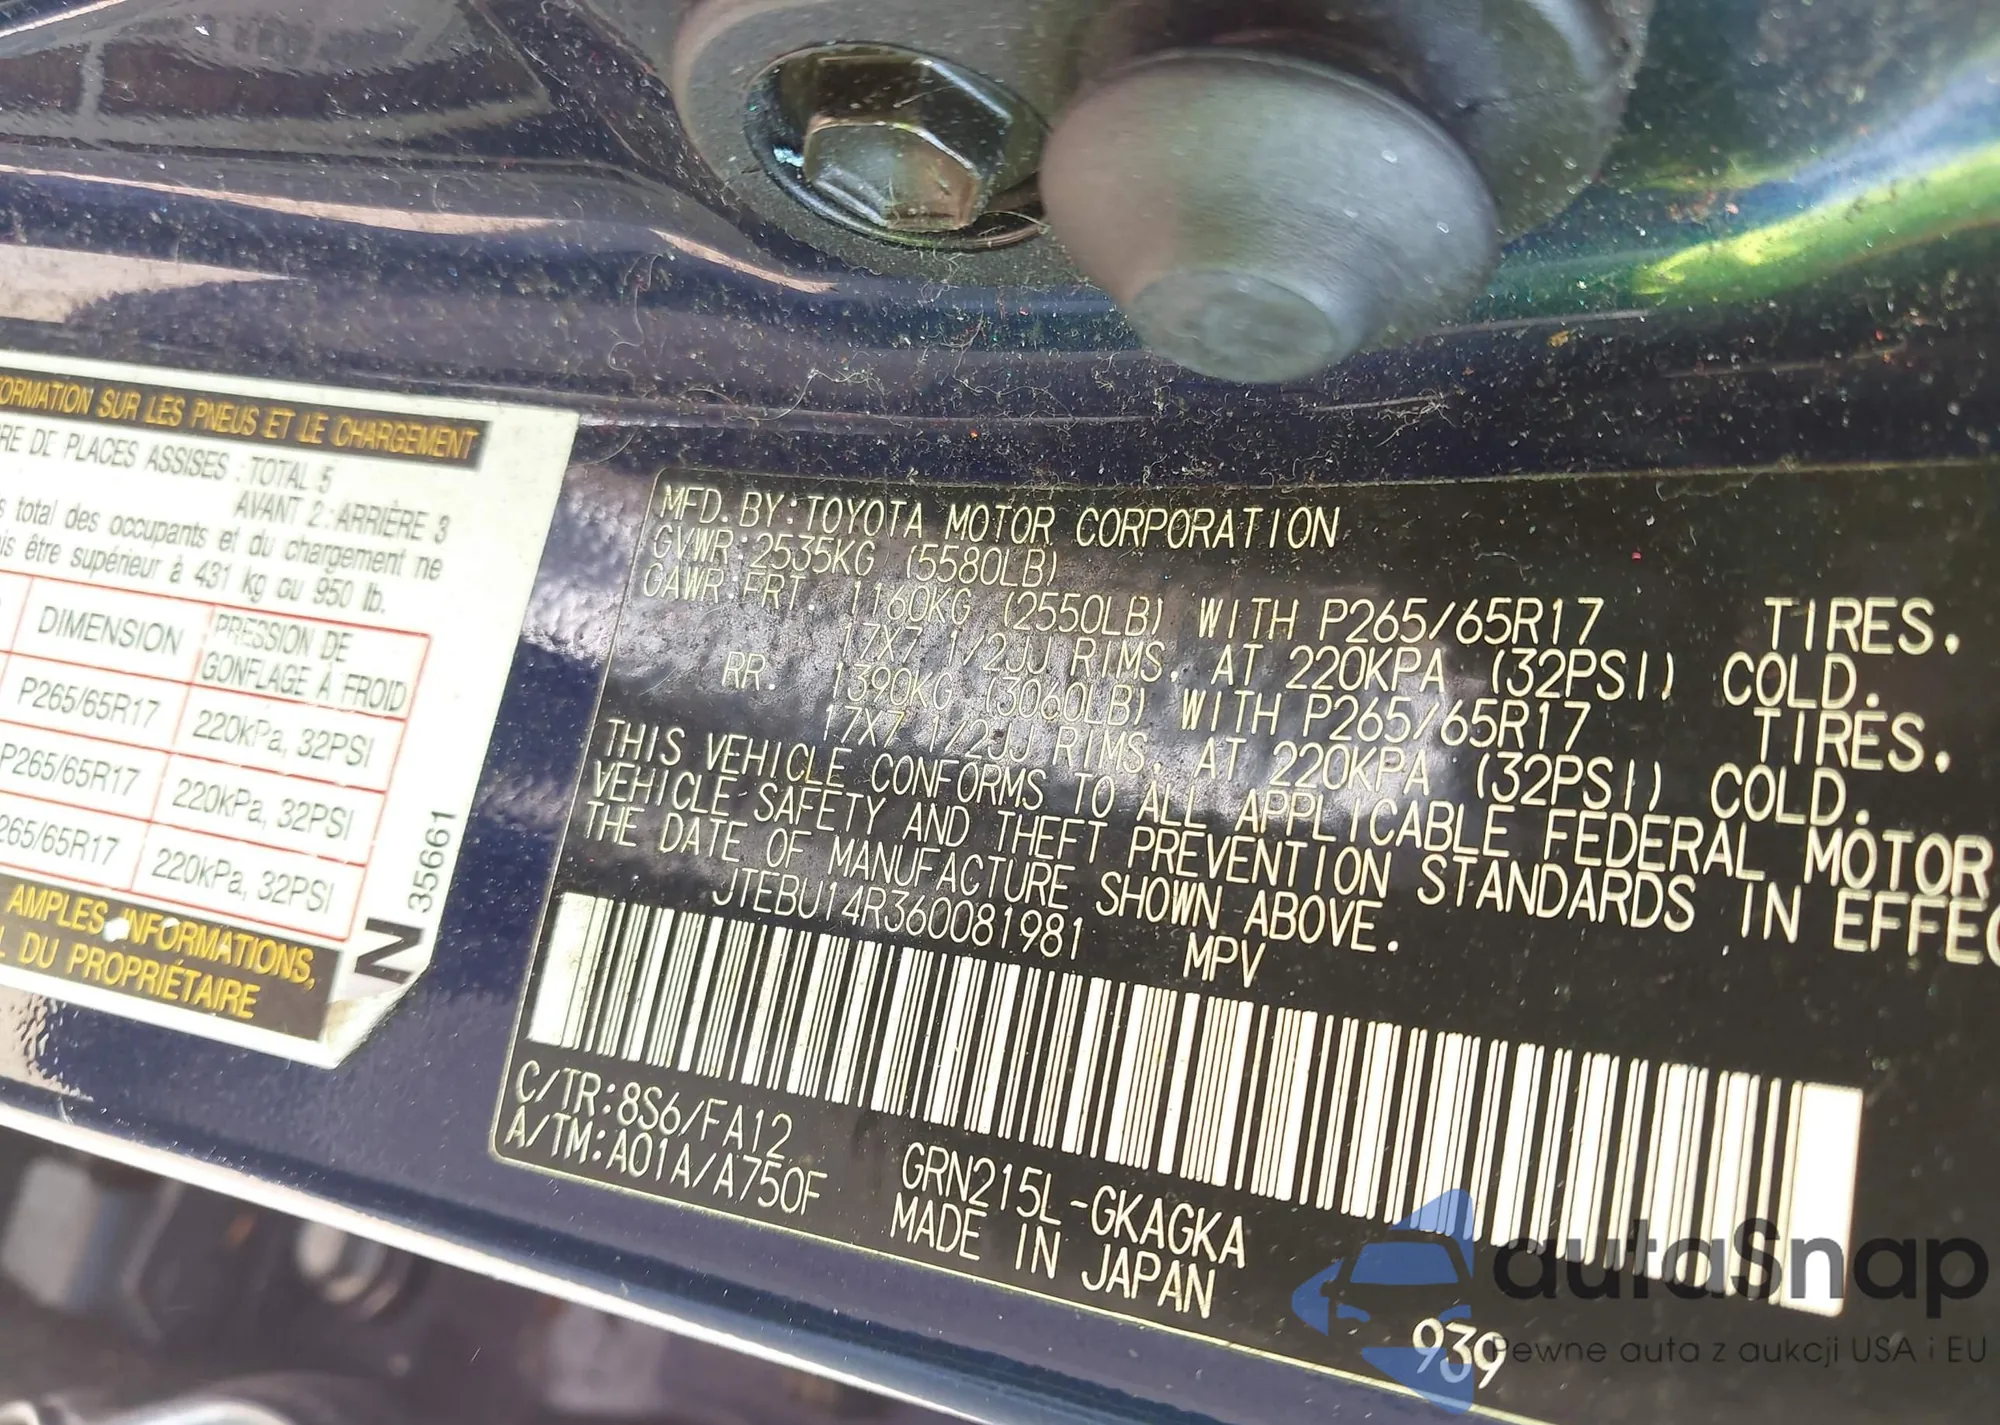 ORMATION SUR LES PNEUS ET LE CHARGEMENT
RE DE PLACES ASSISES : TOTAL 5
AVANT 2 : ARRIÈRE 3
s total des occupants et du chargement ne
is être supérieur à 431 kg ou 950 lb.
DIMENSION
PRESSION DE
GONFLAGE À FROID
P265/65R17
220kPa, 32PSI
P265/65R17
220kPa, 32PSI
265/65R17
220kPa, 32PSI
AMPLES INFORMATIONS,
L DU PROPRIÉTAIRE
N
35661
MFD. BY: TOYOTA MOTOR CORPORATION
GVWR: 2535KG (5580LB)
GAWR: FRT. 1160KG (2550LB) WITH P265/65R17 TIRES,
17X7 1/2JJ RIMS, AT 220KPA (32PSI) COLD.
RR. 1390KG (3060LB) WITH P265/65R17 TIRES,
17X7 1/2JJ RIMS, AT 220KPA (32PSI) COLD.
THIS VEHICLE CONFORMS TO ALL APPLICABLE FEDERAL MOTOR
VEHICLE SAFETY AND THEFT PREVENTION STANDARDS IN EFFEC
THE DATE OF MANUFACTURE SHOWN ABOVE.
JTEBU14R360081981 MPV
C/TR: 8S6/FA12
A/TM: A01A/A750F
GRN215L-GKAGKA
MADE IN JAPAN
939
autaSnap
Pewne auta z aukcji USA i EU